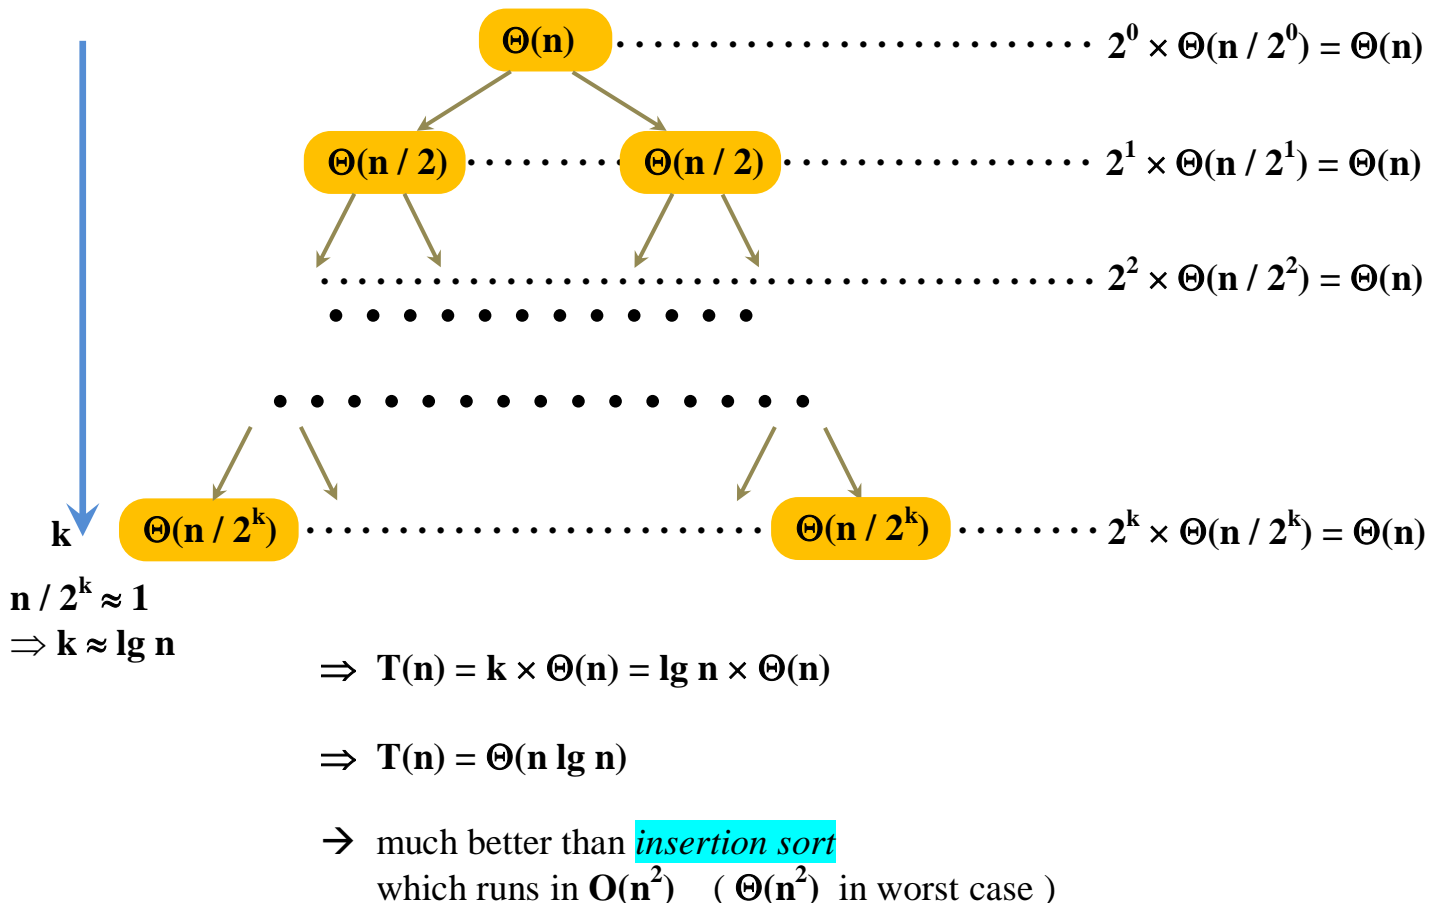 Θ(n) 2^0 × Θ(n / 2^0) = Θ(n)
Θ(n / 2) Θ(n / 2) 2^1 × Θ(n / 2^1) = Θ(n)
2^2 × Θ(n / 2^2) = Θ(n)
k Θ(n / 2^k) Θ(n / 2^k) 2^k × Θ(n / 2^k) = Θ(n)
n / 2^k ≈ 1
⇒ k ≈ lg n
⇒ T(n) = k × Θ(n) = lg n × Θ(n)
⇒ T(n) = Θ(n lg n)
→ much better than insertion sort
which runs in O(n^2) ( Θ(n^2) in worst case )